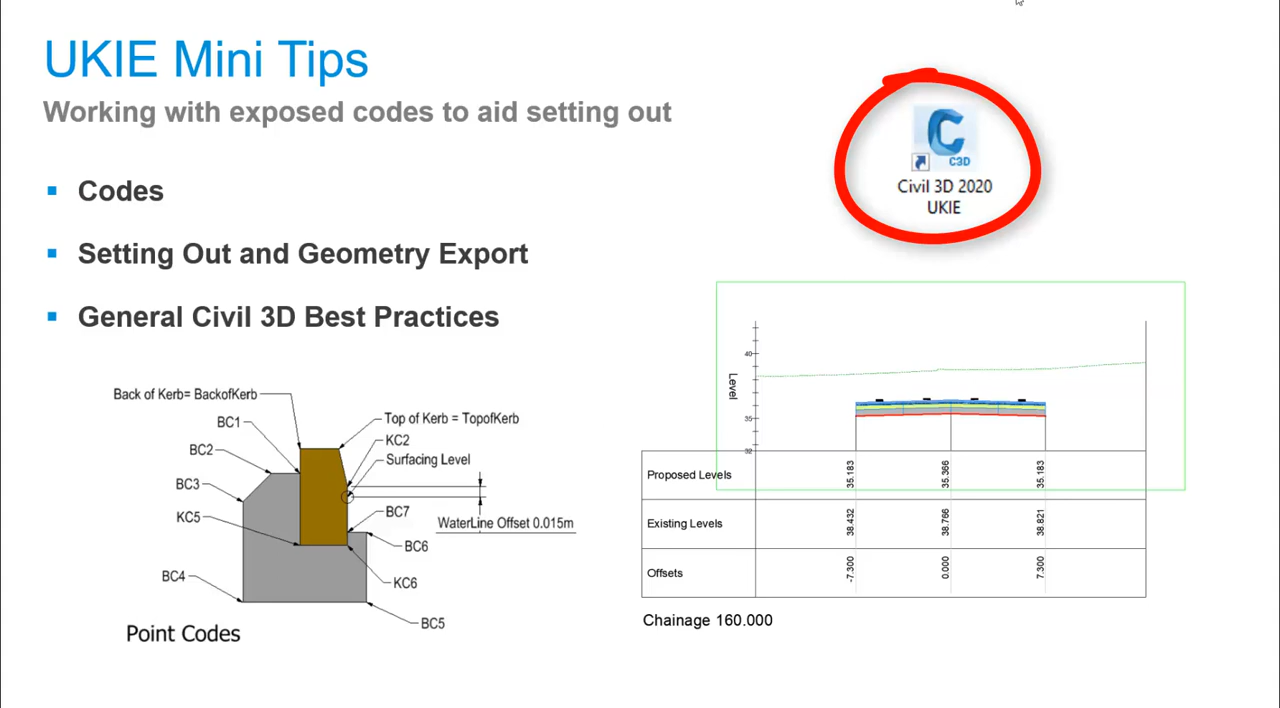 UKIE Mini Tips
Working with exposed codes to aid setting out
Codes
Setting Out and Geometry Export
General Civil 3D Best Practices
C3D
Civil 3D 2020
UKIE
Back of Kerb= BackofKerb
BC1
BC2
BC3
KC5
BC4
Top of Kerb = TopofKerb
KC2
Surfacing Level
BC7
WaterLine Offset 0.015m
BC6
KC6
BC5
Point Codes
Level
40
35
32
Proposed Levels 35.183 35.366 35.183
Existing Levels 38.432 38.766 38.821
Offsets -7.300 0.000 7.300
Chainage 160.000